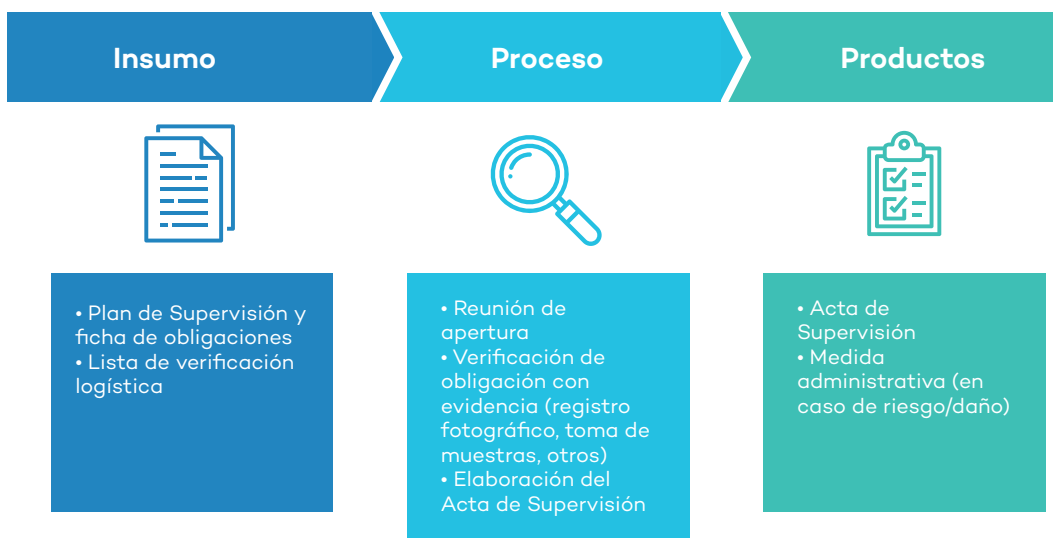 Insumo
Proceso
Productos
• Plan de Supervisión y
ficha de obligaciones
• Lista de verificación
logística
• Reunión de
apertura
• Verificación de
obligación con
evidencia (registro
fotográfico, toma de
muestras, otros)
• Elaboración del
Acta de Supervisión
• Acta de
Supervisión
• Medida
administrativa (en
caso de riesgo/daño)